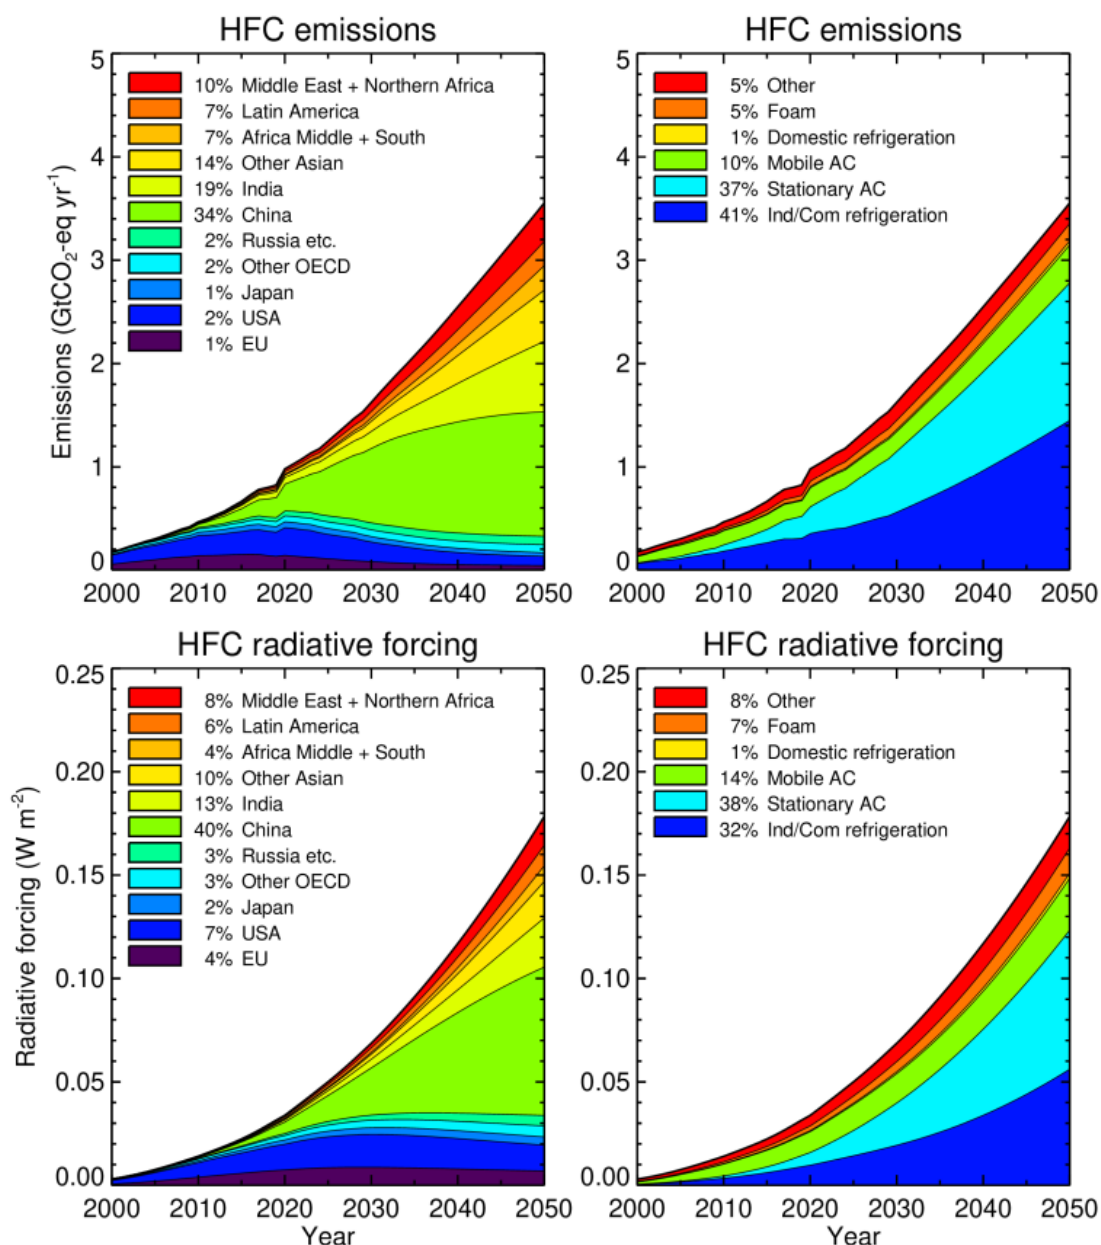 HFC emissions
5
4
3
2
1
0
Emissions (GtCO₂-eq yr⁻¹)
10% Middle East + Northern Africa
7% Latin America
7% Africa Middle + South
14% Other Asian
19% India
34% China
2% Russia etc.
2% Other OECD
1% Japan
2% USA
1% EU
2000 2010 2020 2030 2040 2050
HFC emissions
5
4
3
2
1
0
5% Other
5% Foam
1% Domestic refrigeration
10% Mobile AC
37% Stationary AC
41% Ind/Com refrigeration
2000 2010 2020 2030 2040 2050
HFC radiative forcing
0.25
0.20
0.15
0.10
0.05
0.00
Radiative forcing (W m⁻²)
8% Middle East + Northern Africa
6% Latin America
4% Africa Middle + South
10% Other Asian
13% India
40% China
3% Russia etc.
3% Other OECD
2% Japan
7% USA
4% EU
2000 2010 2020 2030 2040 2050
Year
HFC radiative forcing
0.25
0.20
0.15
0.10
0.05
0.00
8% Other
7% Foam
1% Domestic refrigeration
14% Mobile AC
38% Stationary AC
32% Ind/Com refrigeration
2000 2010 2020 2030 2040 2050
Year